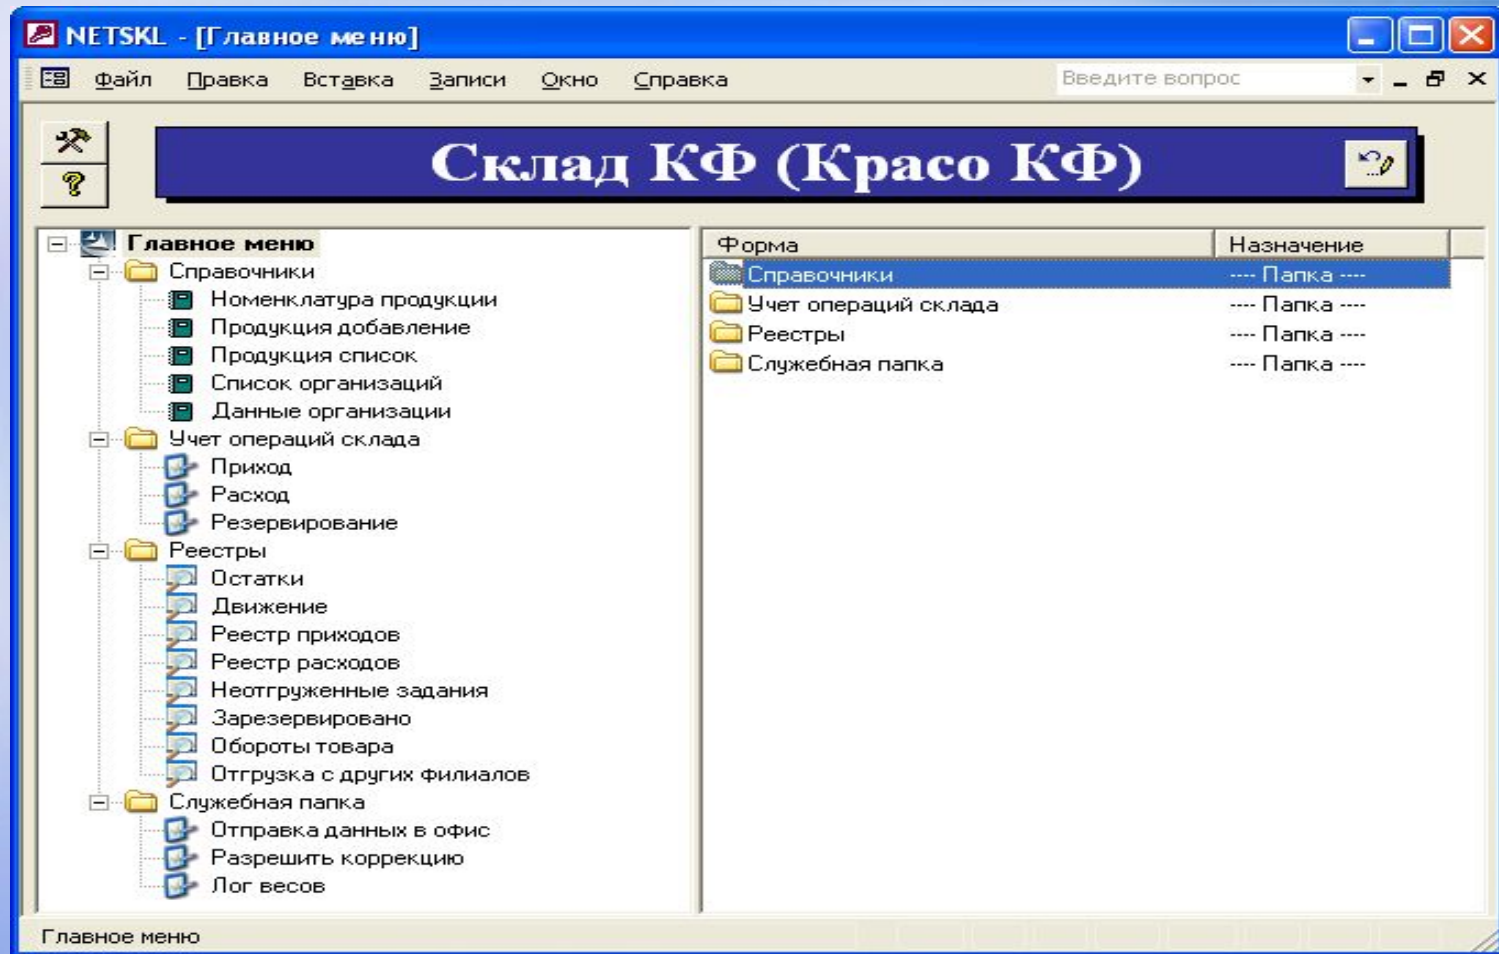 NETSKL - [Главное меню]
Файл Правка Вставка Записи Окно Справка Введите вопрос
Склад КФ (Красо КФ)
Главное меню
Справочники
Номенклатура продукции
Продукция добавление
Продукция список
Список организаций
Данные организации
Учет операций склада
Приход
Расход
Резервирование
Реестры
Остатки
Движение
Реестр приходов
Реестр расходов
Неотгруженные задания
Зарезервировано
Обороты товара
Отгрузка с других филиалов
Служебная папка
Отправка данных в офис
Разрешить коррекцию
Лог весов
Форма Назначение
Справочники ---- Папка ----
Учет операций склада ---- Папка ----
Реестры ---- Папка ----
Служебная папка ---- Папка ----
Главное меню